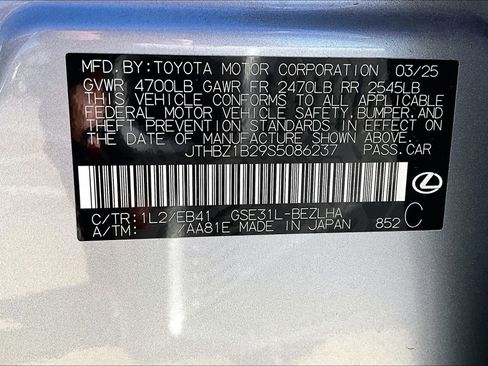 MFD. BY: TOYOTA MOTOR CORPORATION 03/25
GVWR 4700LB GAWR FR 2470LB RR 2545LB
THIS VEHICLE CONFORMS TO ALL APPLICABLE
FEDERAL MOTOR VEHICLE SAFETY, BUMPER, AND
THEFT PREVENTION STANDARDS IN EFFECT ON THE DATE OF
MANUFACTURE SHOWN ABOVE.
JTHBZ1B29S5086237 PASS.CAR
C/TR: 1L2/EB41 GSE31L-BEZLHA C
A/TM: /AA81E MADE IN JAPAN 852